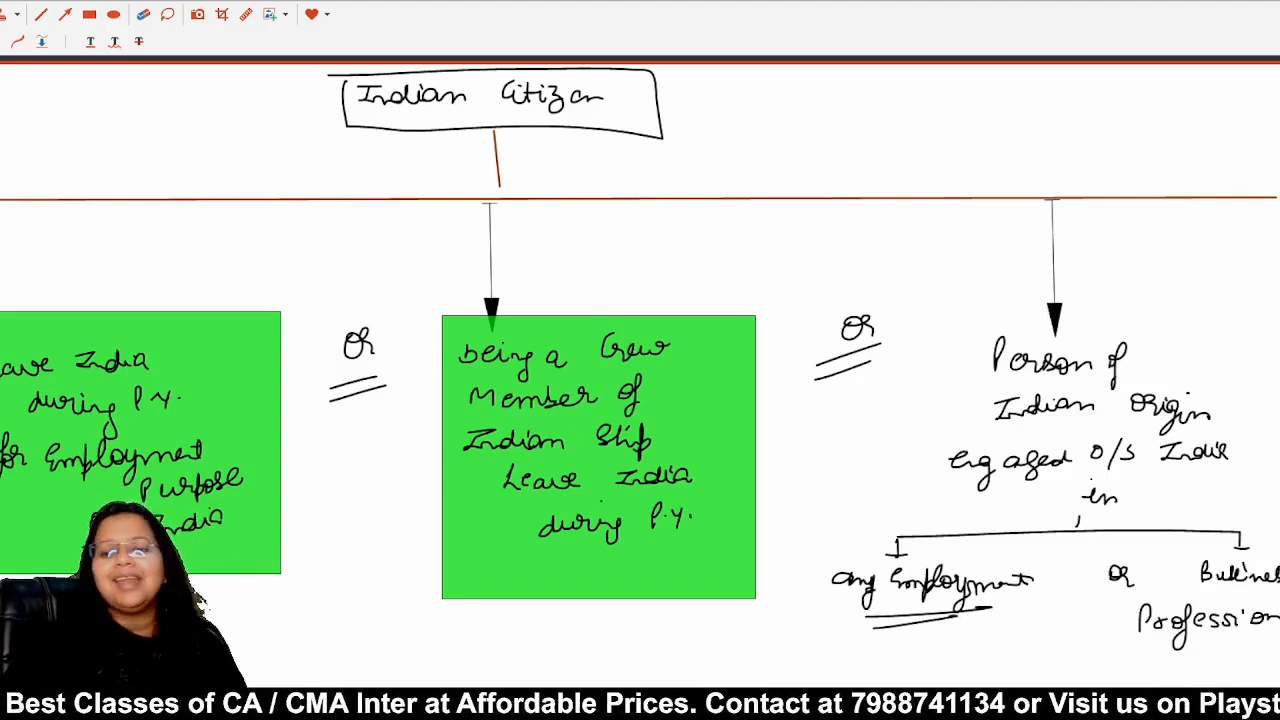 Indian Citizen
Leave India
during P.Y.
for Employment
Purpose
India
OR
Being a Crew
Member of
Indian Ship
Leave India
during P.Y.
OR
Person of
Indian Origin
engaged O/S India
in
any Employment
or
Busines
Profession
Best Classes of CA / CMA Inter at Affordable Prices. Contact at 7988741134 or Visit us on Playst